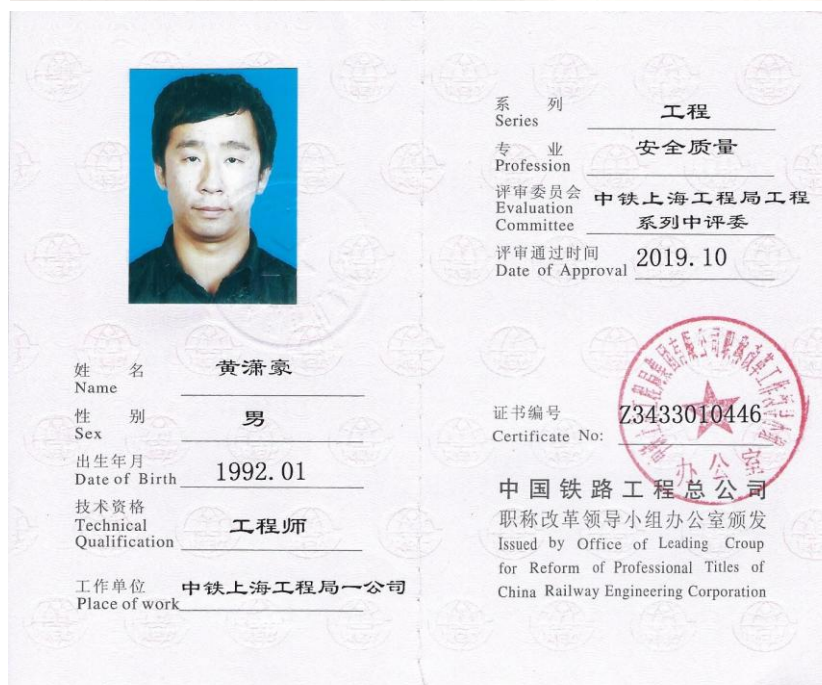 姓 名 黄潇豪
Name
性 别 男
Sex
出生年月 1992.01
Date of Birth
技术资格
Technical 工程师
Qualification
工作单位 中铁上海工程局一公司
Place of work
系 列 工程
Series
专 业 安全质量
Profession
评审委员会 中铁上海工程局工程
Evaluation 系列中评委
Committee
评审通过时间 2019.10
Date of Approval
证书编号 Z3433010446
Certificate No:
办公室
中国铁路工程总公司
职称改革领导小组办公室颁发
Issued by Office of Leading Croup
for Reform of Professional Titles of
China Railway Engineering Corporation